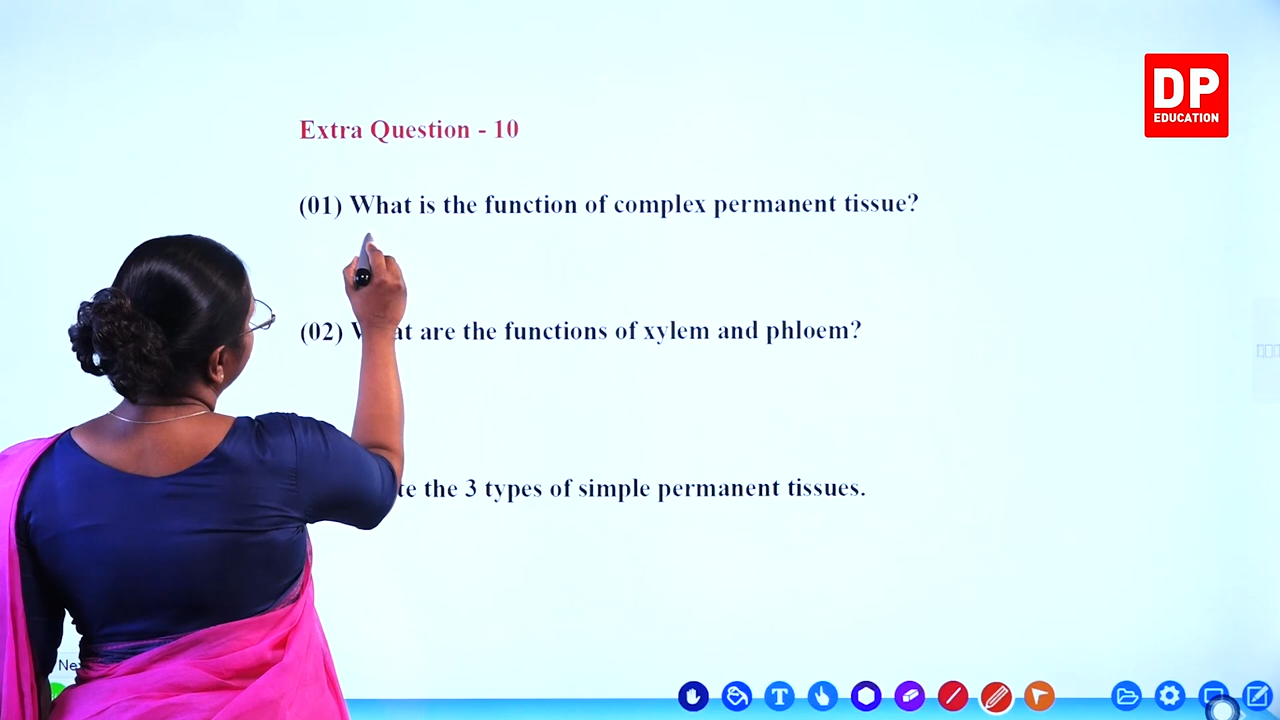 DP
EDUCATION
Extra Question - 10
(01) What is the function of complex permanent tissue?
(02) What are the functions of xylem and phloem?
te the 3 types of simple permanent tissues.